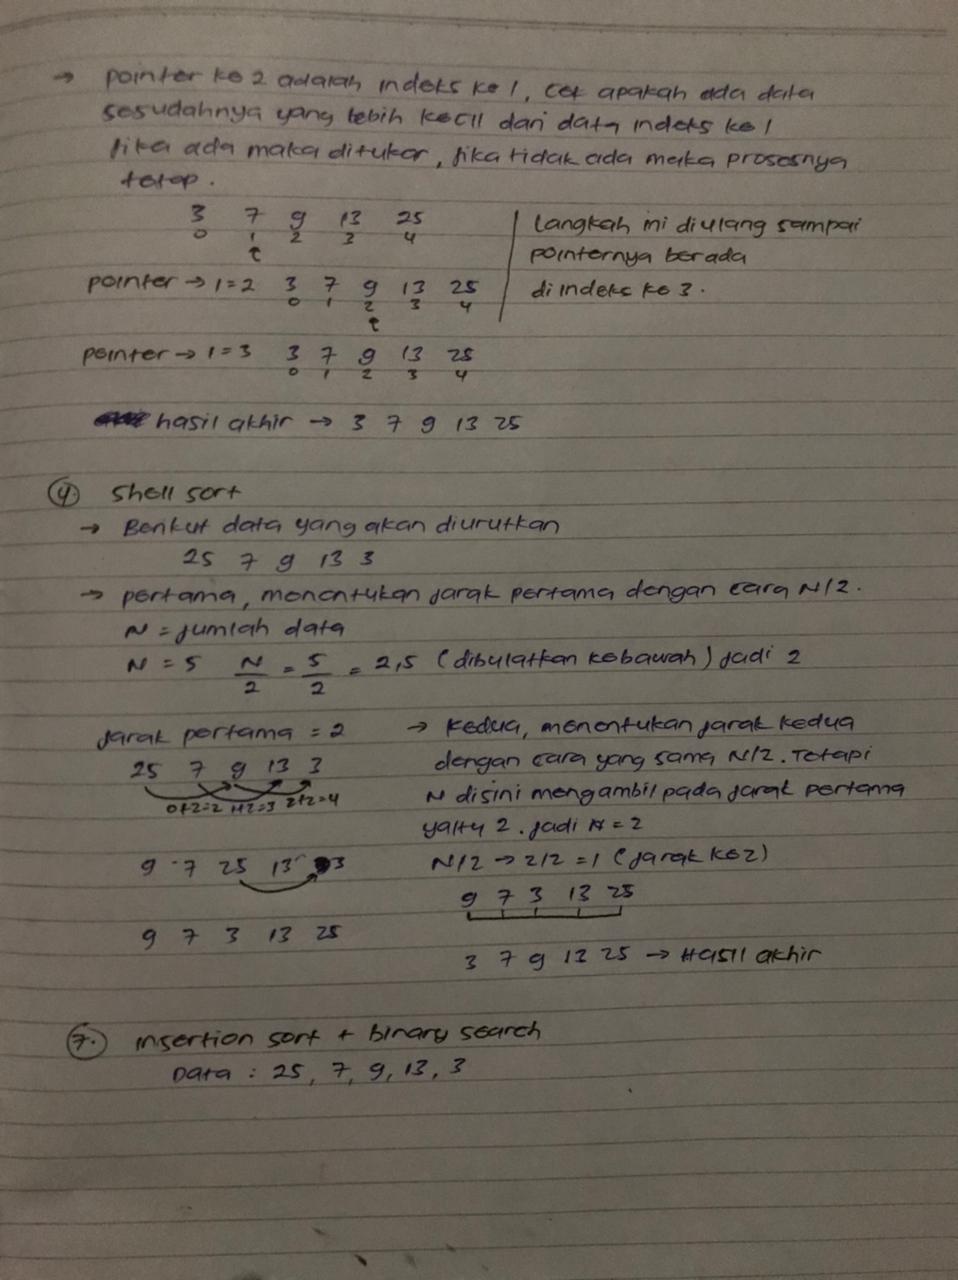 → pointer ke 2 adalah indeks ke 1, cek apakah ada data
sesudahnya yang lebih kecil dari data indeks ke 1
jika ada maka ditukar, jika tidak ada maka prosesnya
tetap.
3 7 9 13 25
0 1 2 3 4
↑
pointer → 1 = 2 3 7 9 13 25
0 1 2 3 4
↑
pointer → 1 = 3 3 7 9 13 25
0 1 2 3 4
Langkah ini diulang sampai
pointernya berada
di indeks ke 3.
hasil akhir → 3 7 9 13 25
4. shell sort
→ Berikut data yang akan diurutkan
25 7 9 13 3
→ pertama, menentukan jarak pertama dengan cara N/2.
N = jumlah data
N = 5 N/2 = 5/2 = 2,5 (dibulatkan kebawah) jadi 2
jarak pertama = 2
25 7 9 13 3
0+2=2 1+2=3 2+2=4
9 7 25 13 3
9 7 3 13 25
→ kedua, menentukan jarak kedua
dengan cara yang sama N/2. Tetapi
N disini mengambil pada jarak pertama
yaitu 2. jadi N = 2
N/2 → 2/2 = 1 (jarak ke 2)
9 7 3 13 25
3 7 9 13 25 → Hasil akhir
7. insertion sort + binary search
Data : 25, 7, 9, 13, 3